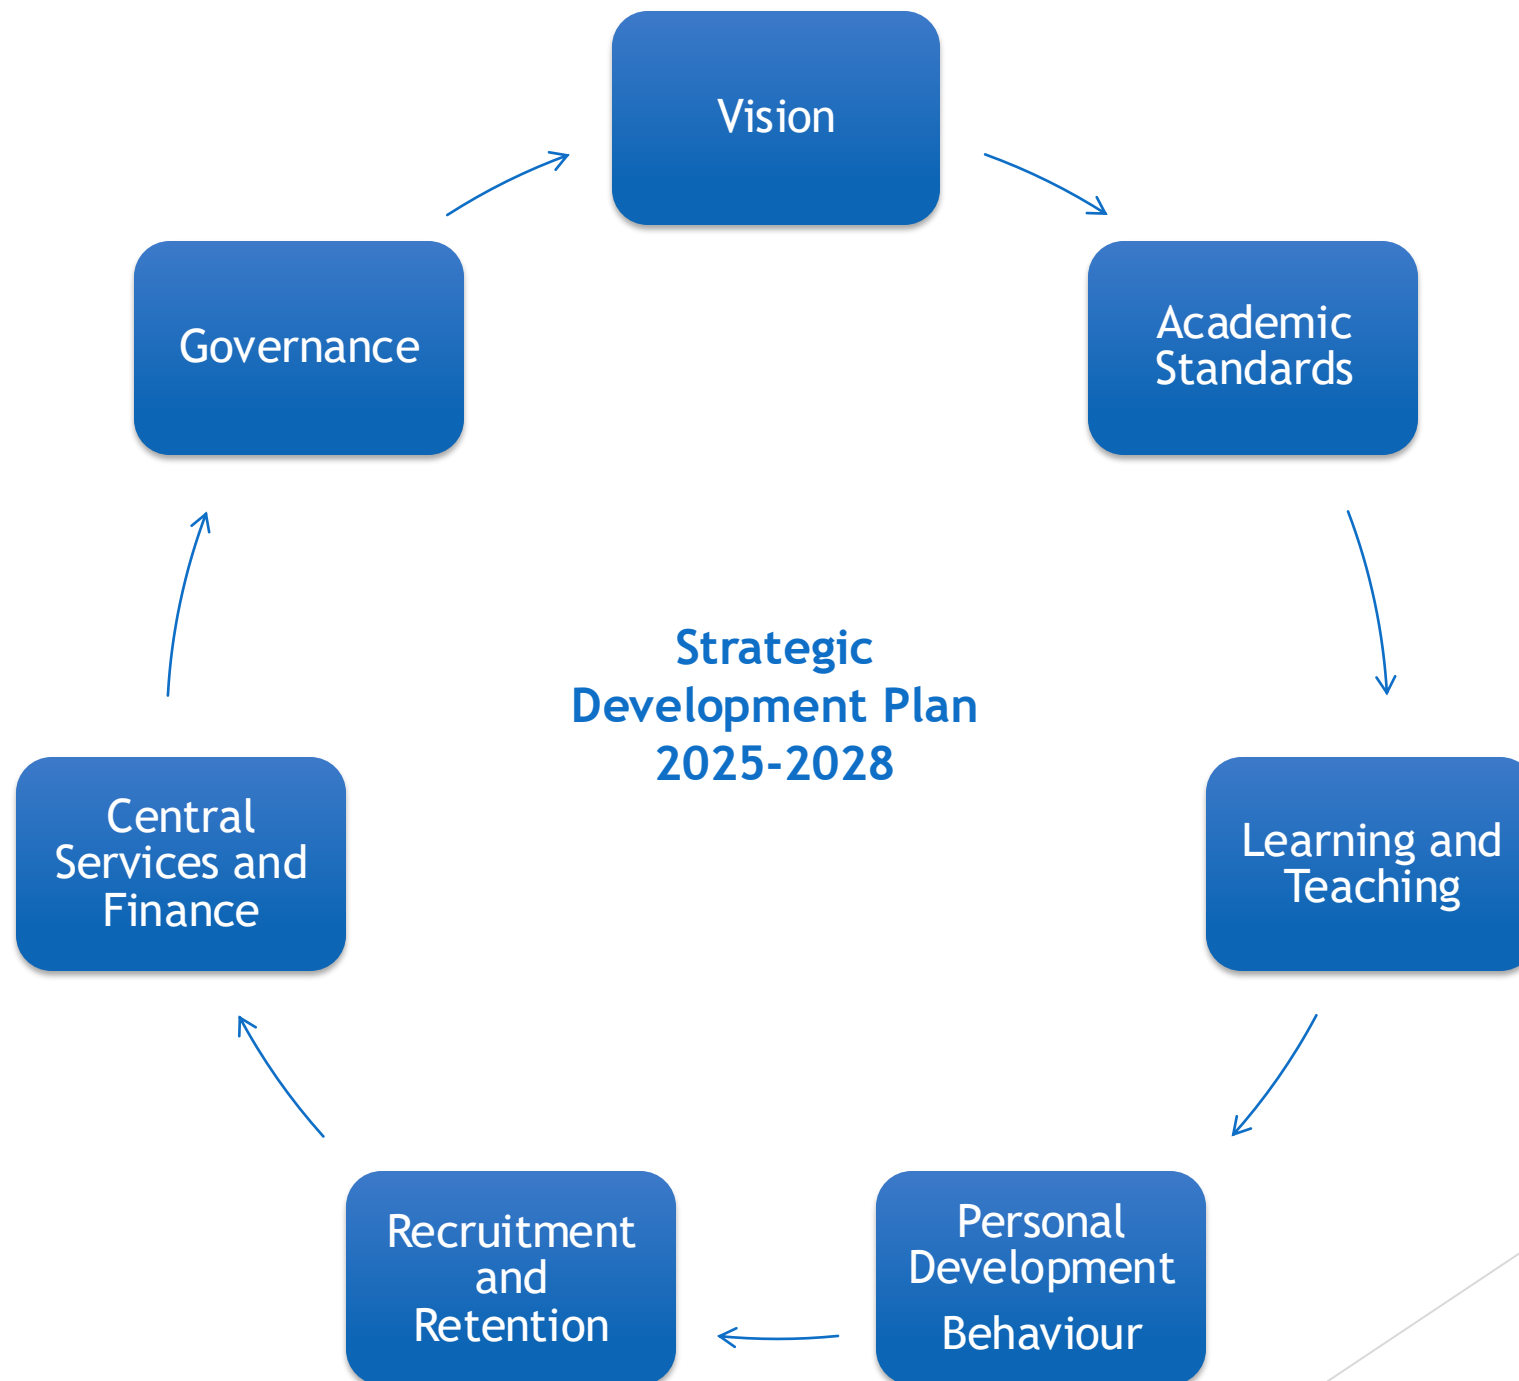 Vision
Academic
Standards
Learning and
Teaching
Personal
Development
Behaviour
Recruitment
and
Retention
Central
Services and
Finance
Governance
Strategic
Development Plan
2025-2028